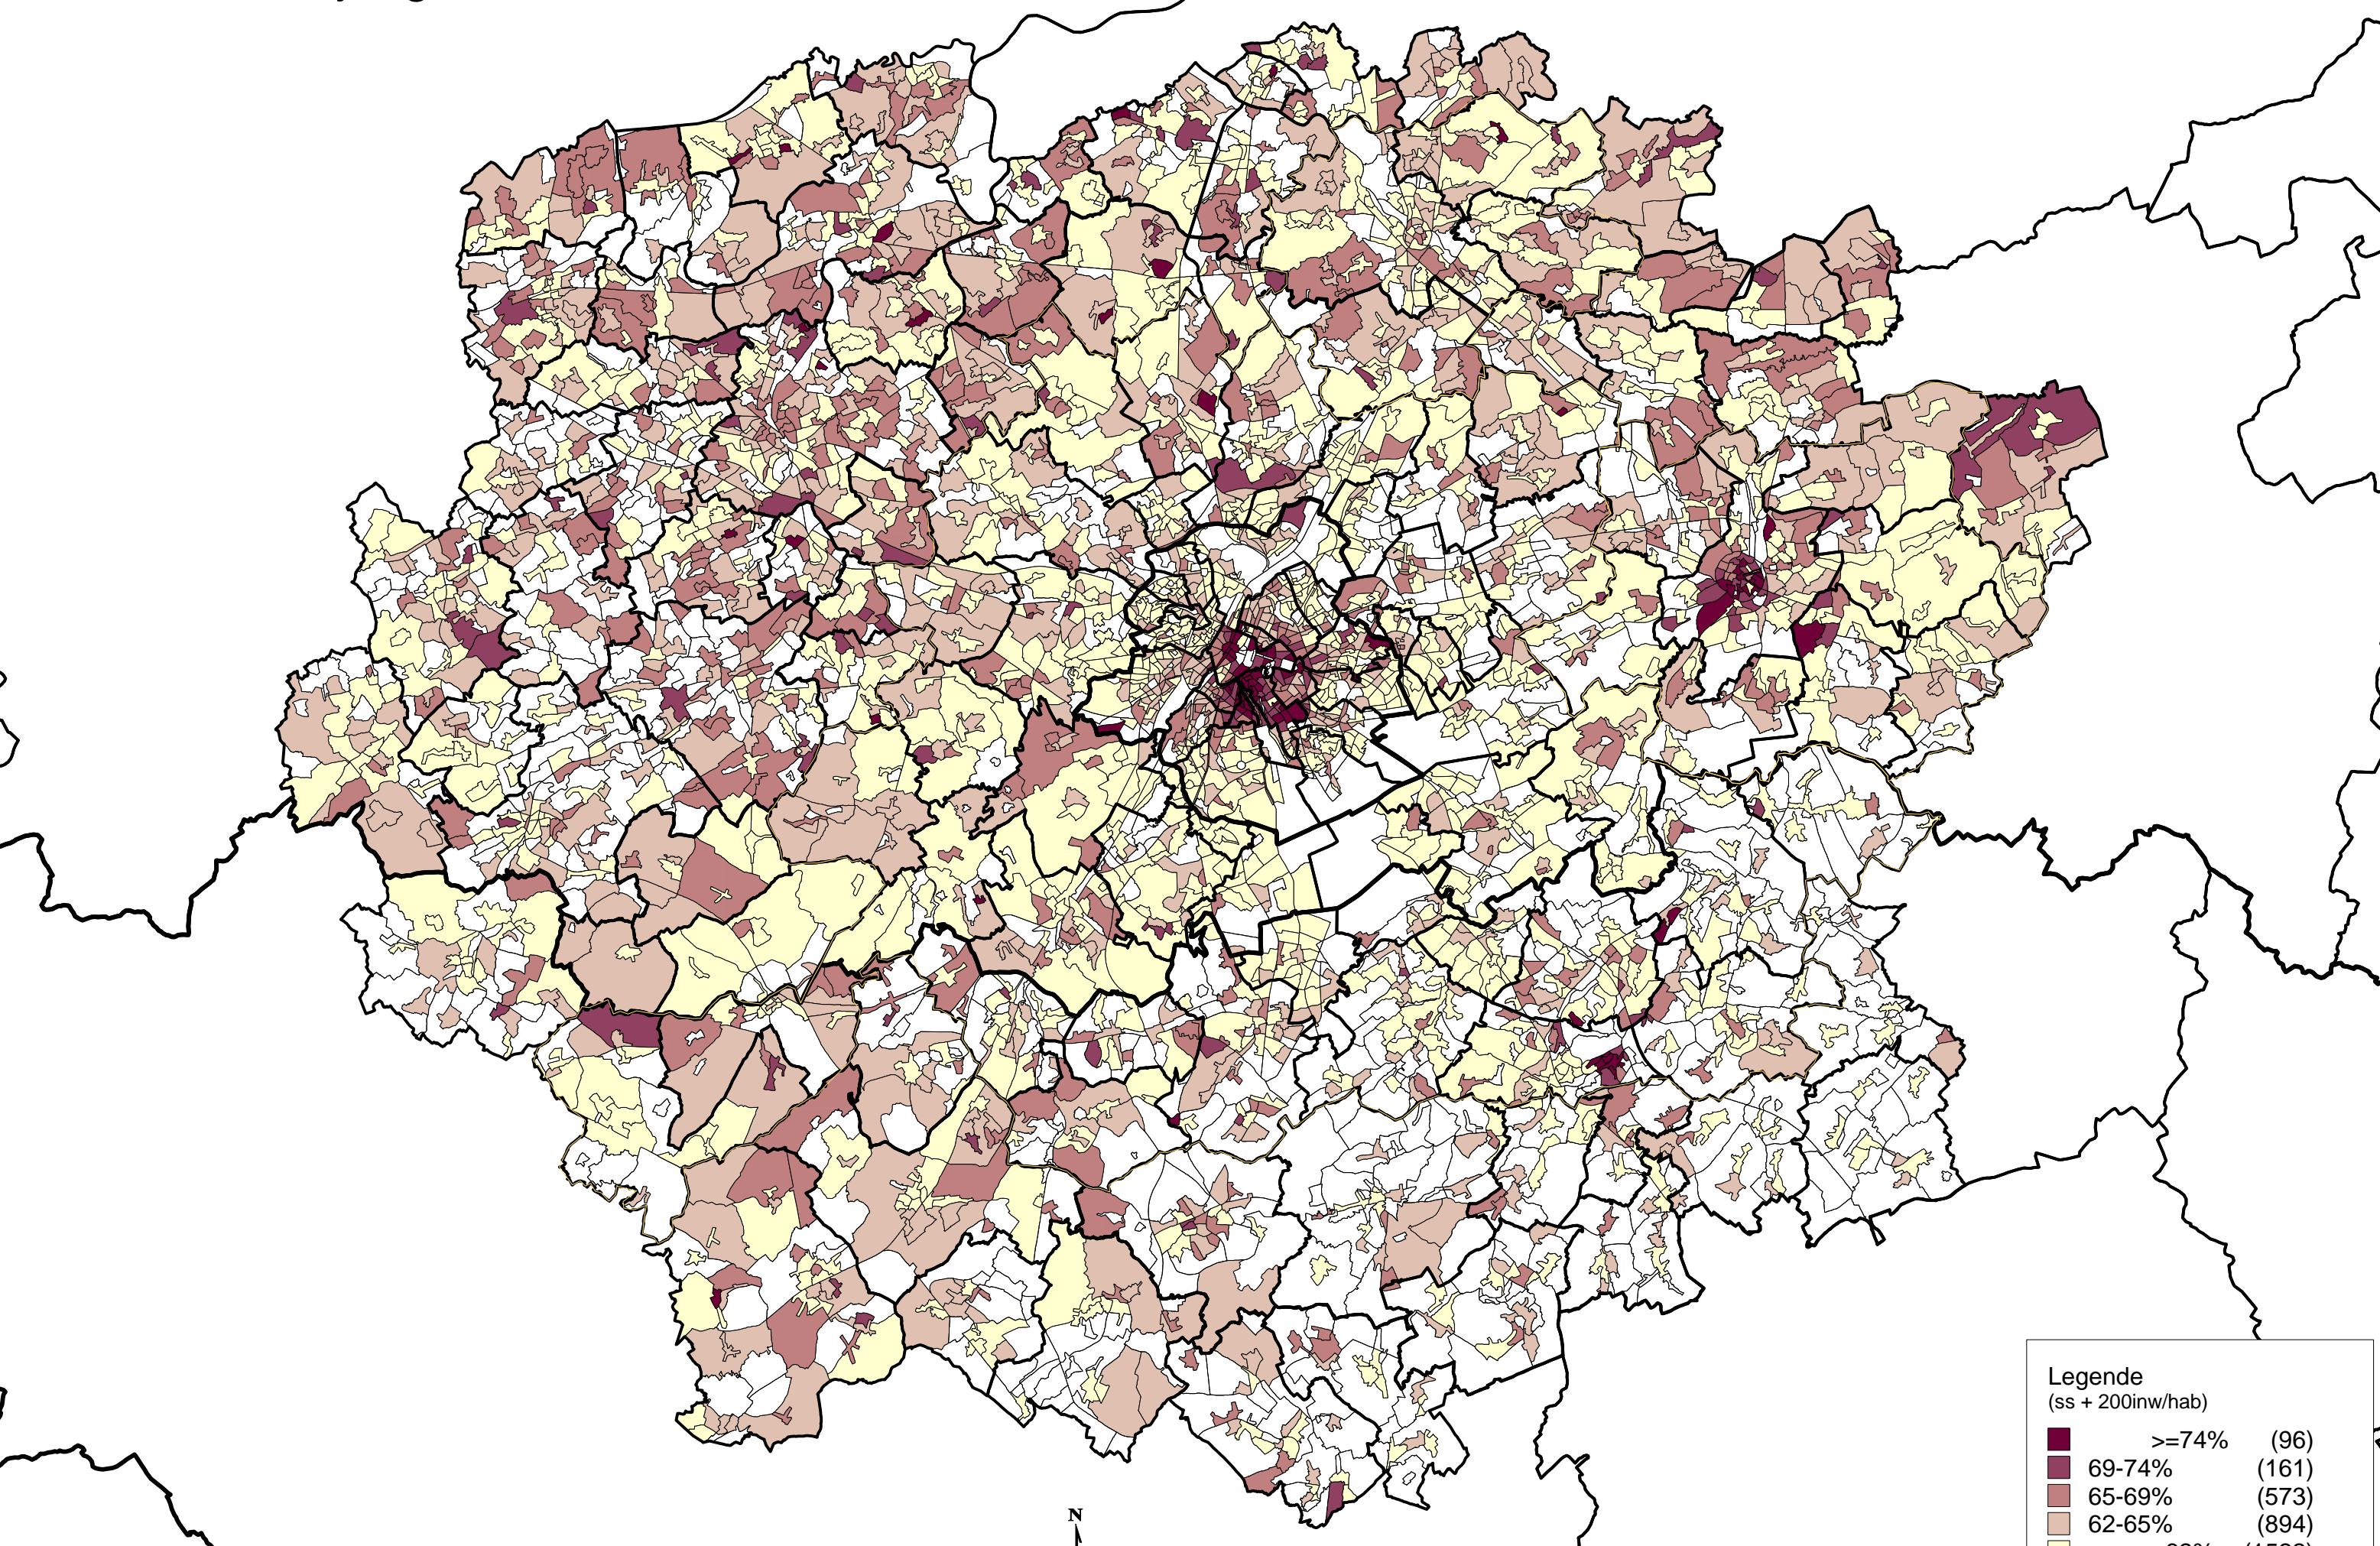 N
Legende
(ss + 200inw/hab)
>=74% (96)
69-74% (161)
65-69% (573)
62-65% (894)